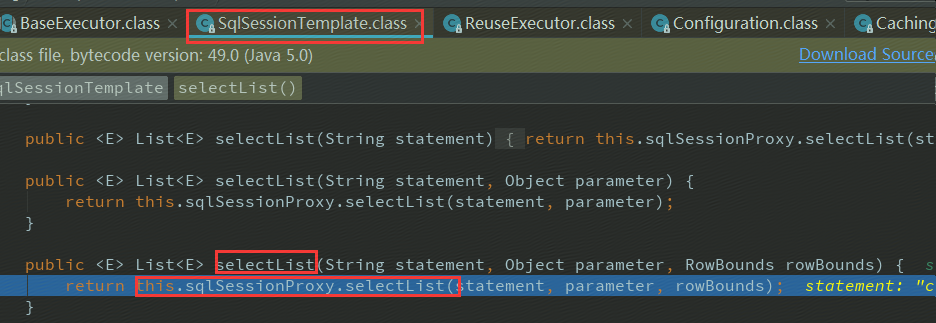 BaseExecutor.class SqlSessionTemplate.class ReuseExecutor.class Configuration.class Caching
class file, bytecode version: 49.0 (Java 5.0) Download Source
qlSessionTemplate selectList()
public <E> List<E> selectList(String statement) { return this.sqlSessionProxy.selectList(st
public <E> List<E> selectList(String statement, Object parameter) {
return this.sqlSessionProxy.selectList(statement, parameter);
}
public <E> List<E> selectList(String statement, Object parameter, RowBounds rowBounds) { s
return this.sqlSessionProxy.selectList(statement, parameter, rowBounds); statement: "c
}